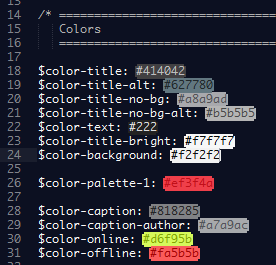 14 /* ==============================
15 Colors
16 ==============================
17
18 $color-title: #414042
19 $color-title-alt: #627780
20 $color-title-no-bg: #a8a9ad
21 $color-title-no-bg-alt: #b5b5b5
22 $color-text: #222
23 $color-title-bright: #f7f7f7
24 $color-background: #f2f2f2
25
26 $color-palette-1: #ef3f4a
27
28 $color-caption: #818285
29 $color-caption-author: #a7a9ac
30 $color-online: #d6f95b
31 $color-offline: #fa5b5b